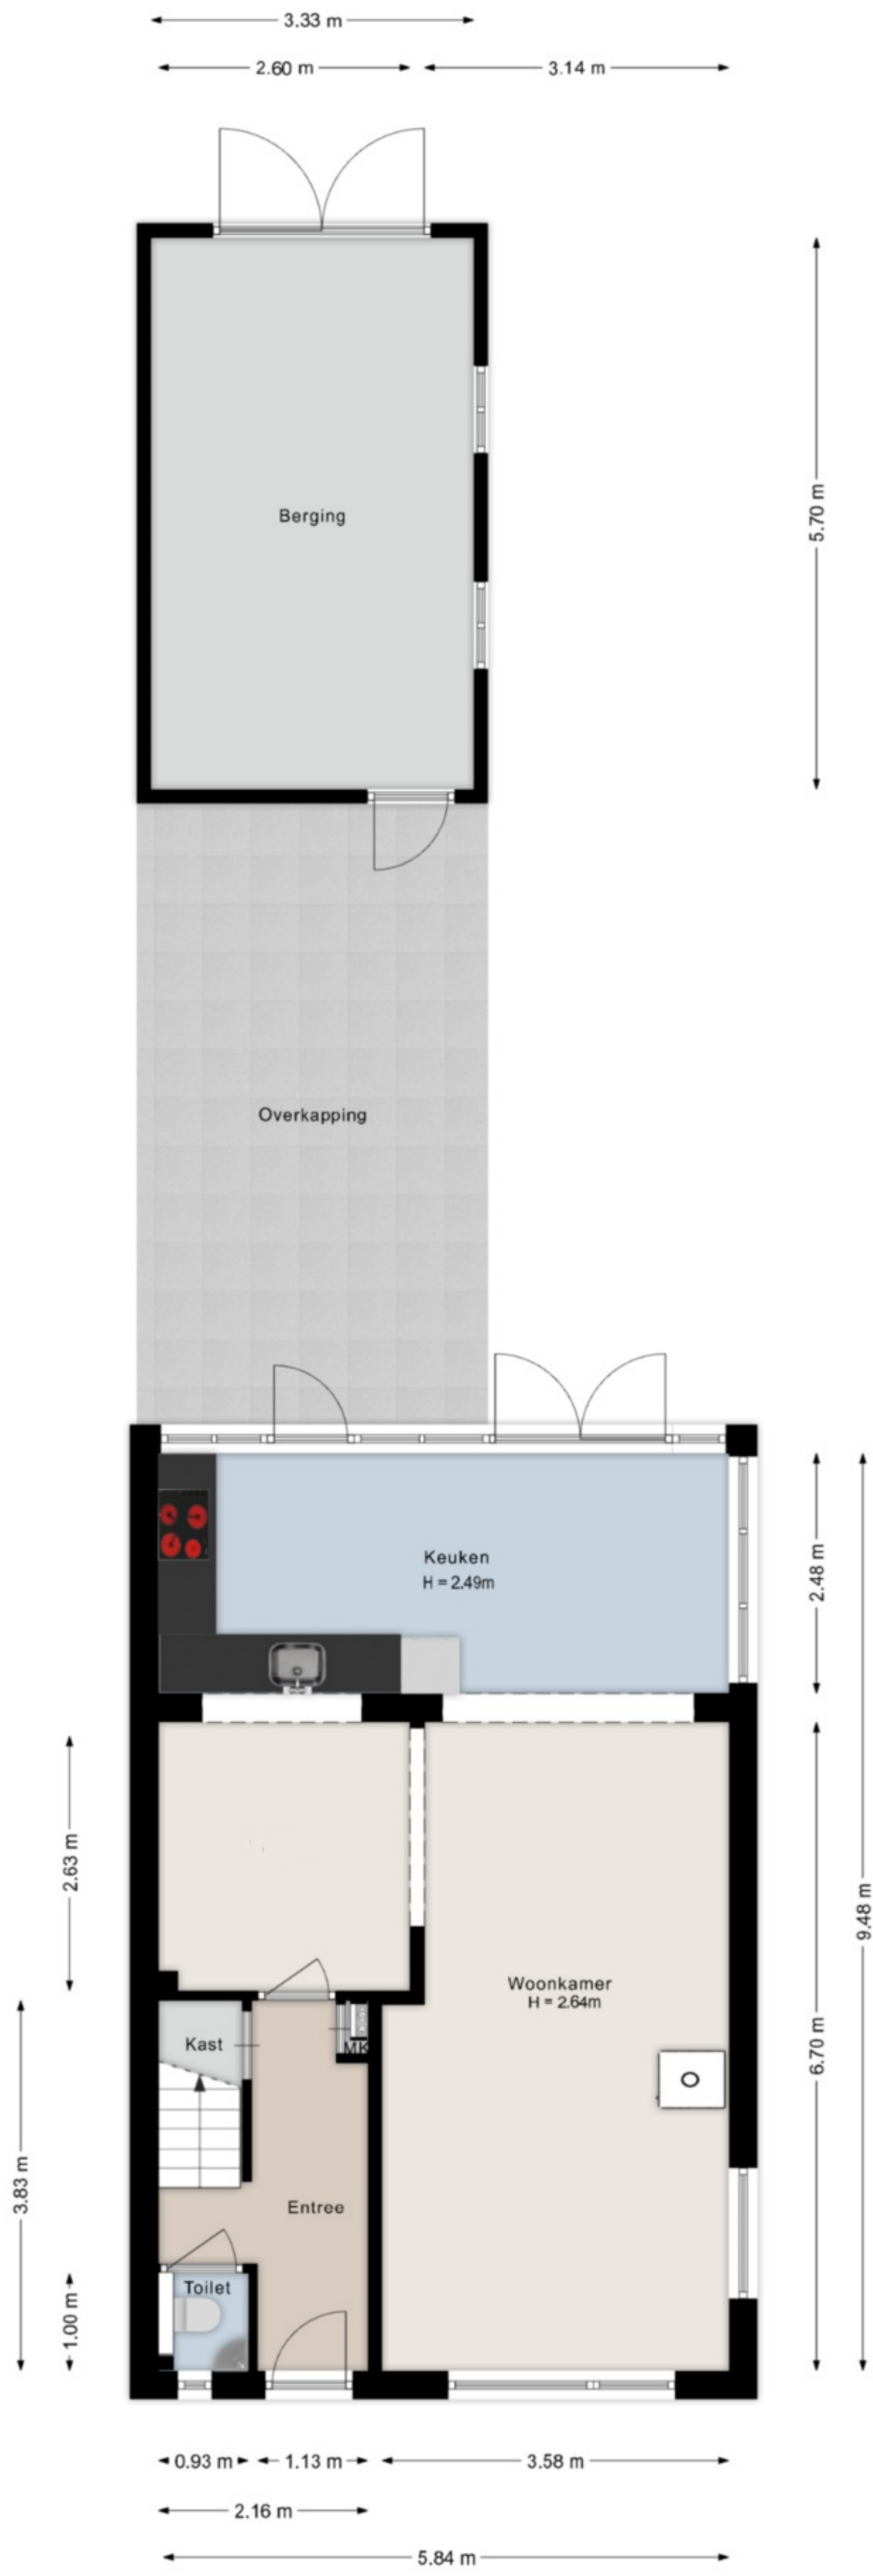 3.33 m
2.60 m
3.14 m
5.70 m
Berging
Overkapping
Keuken
H = 2.49m
2.48 m
9.48 m
2.63 m
Woonkamer
H = 2.64m
6.70 m
Kast
MK
3.83 m
Entree
Toilet
1.00 m
0.93 m
1.13 m
3.58 m
2.16 m
5.84 m